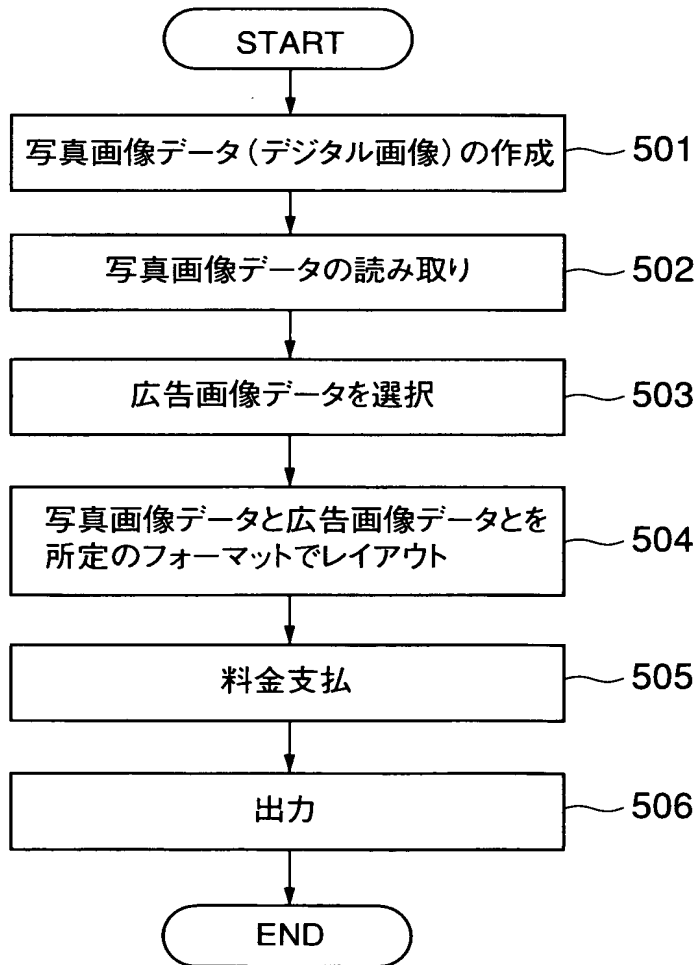 START
写真画像データ(デジタル画像)の作成
501
写真画像データの読み取り
502
広告画像データを選択
503
写真画像データと広告画像データとを
所定のフォーマットでレイアウト
504
料金支払
505
出力
506
END